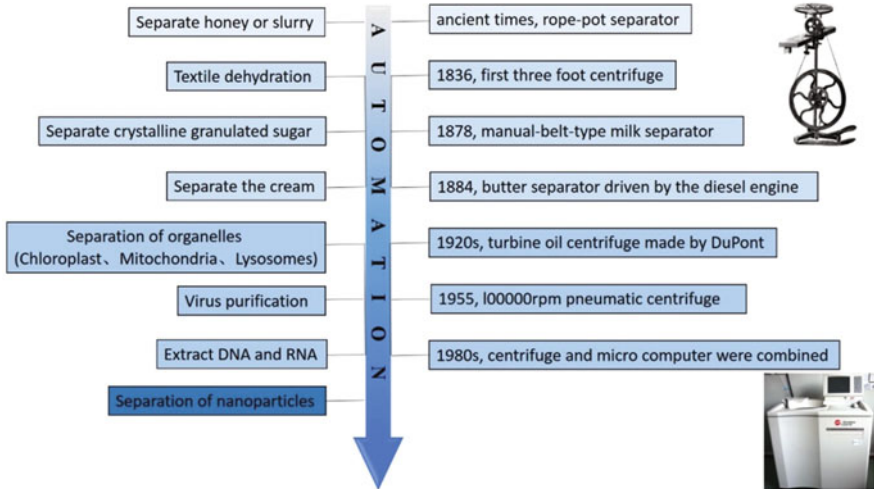 Separate honey or slurry
ancient times, rope-pot separator
Textile dehydration
1836, first three foot centrifuge
Separate crystalline granulated sugar
1878, manual-belt-type milk separator
Separate the cream
1884, butter separator driven by the diesel engine
Separation of organelles
(Chloroplast、Mitochondria、Lysosomes)
1920s, turbine oil centrifuge made by DuPont
Virus purification
1955, l00000rpm pneumatic centrifuge
Extract DNA and RNA
1980s, centrifuge and micro computer were combined
Separation of nanoparticles
AUTOMATION